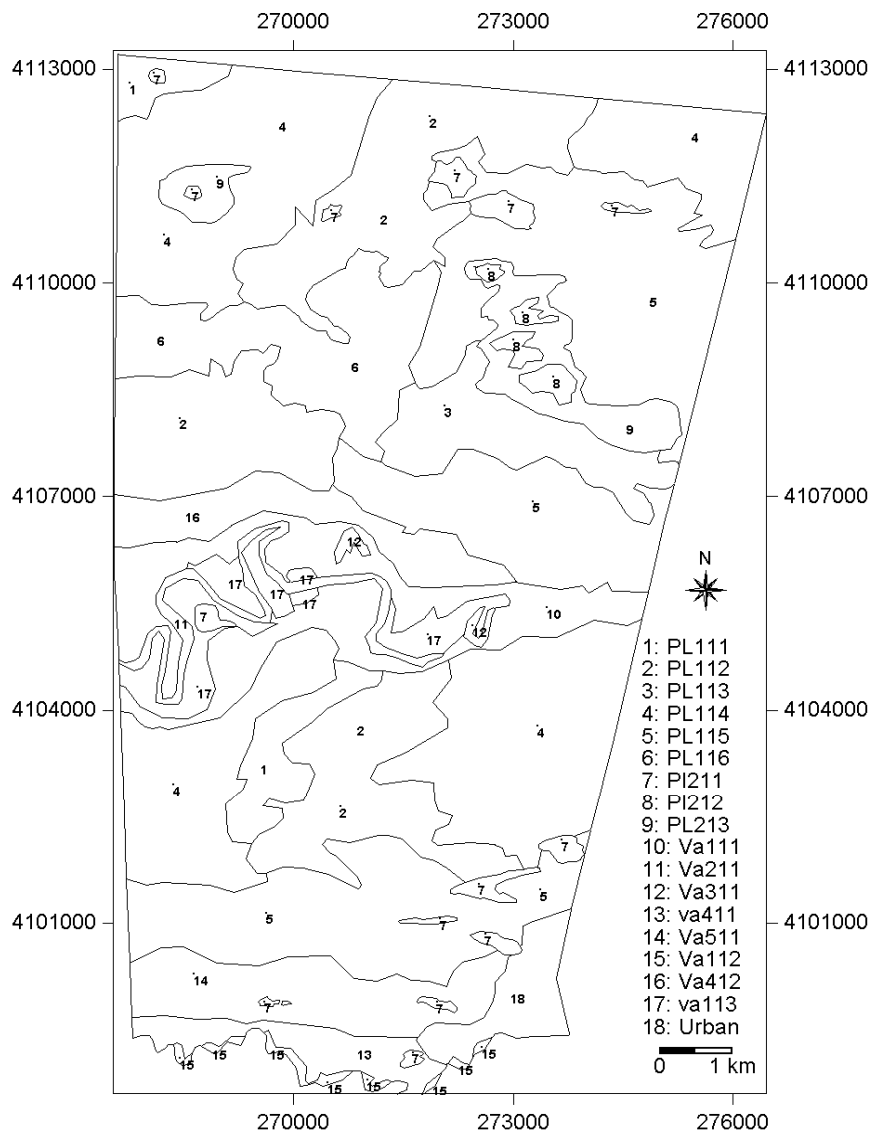 270000 273000 276000
4113000 4113000
7
1
4
2
4
9
7
7
7
7
7
4
2
8
4110000 4110000
5
8
6
8
6
8
3
2
9
4107000 4107000
16
5
12
17
17
17
17
7
11
10
12
17
17
N
1: PL111
2: PL112
3: PL113
4: PL114
5: PL115
6: PL116
7: Pl211
8: Pl212
9: PL213
10: Va111
11: Va211
12: Va311
13: va411
14: Va511
15: Va112
16: Va412
17: va113
18: Urban
0 1 km
4104000 4104000
2
4
1
4
2
7
7
5
5
7
4101000 4101000
7
14
18
7
7
15 15 15 13 7 15
15
15 15 15
270000 273000 276000